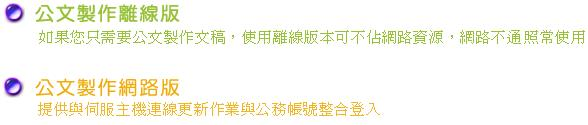 公文製作離線版
如果您只需要公文製作文稿，使用離線版本可不佔網路資源，網路不通照常使用
公文製作網路版
提供與伺服主機連線更新作業與公務帳號整合登入